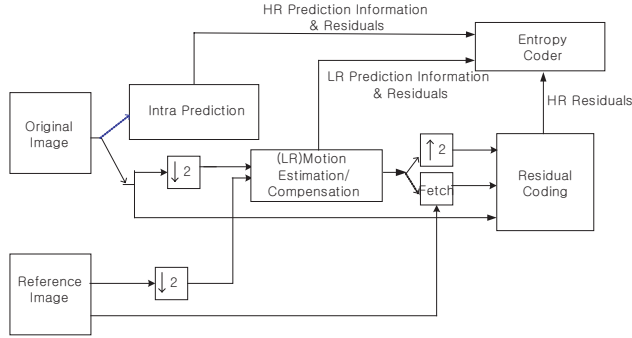 HR Prediction Information
& Residuals
Entropy
Coder
LR Prediction Information
& Residuals
HR Residuals
Intra Prediction
Original
Image
↓ 2
(LR)Motion
Estimation/
Compensation
↑ 2
Fetch
Residual
Coding
Reference
Image
↓ 2